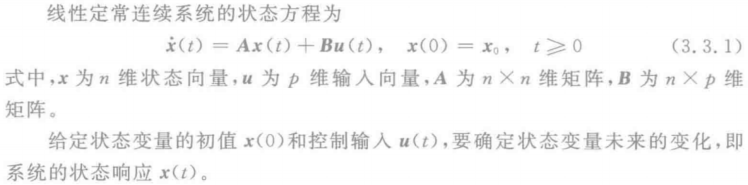 线性定常连续系统的状态方程为
ẋ(t) = Ax(t) + Bu(t), x(0) = x₀, t ⩾ 0 (3.3.1)
式中,x 为 n 维状态向量,u 为 p 维输入向量,A 为 n×n 维矩阵,B 为 n×p 维
矩阵。
给定状态变量的初值 x(0)和控制输入 u(t),要确定状态变量未来的变化,即
系统的状态响应 x(t)。